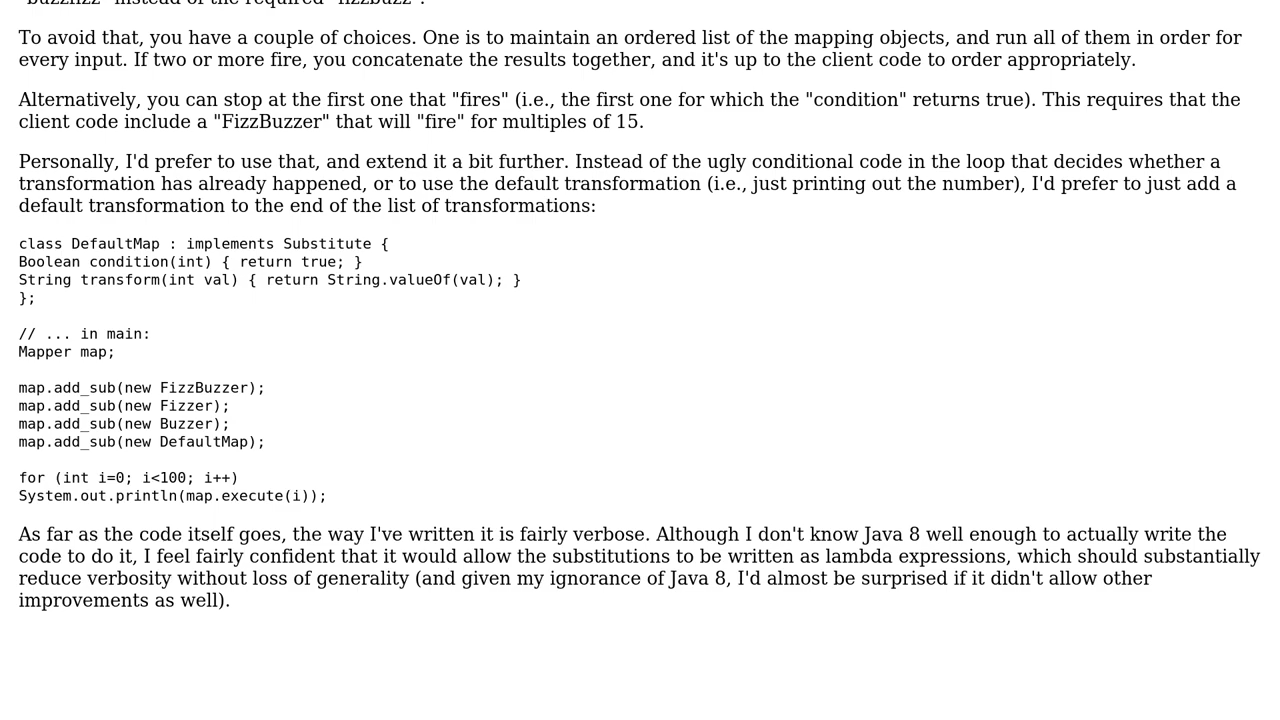 "buzzfizz" instead of the required "fizzbuzz".
To avoid that, you have a couple of choices. One is to maintain an ordered list of the mapping objects, and run all of them in order for
every input. If two or more fire, you concatenate the results together, and it's up to the client code to order appropriately.
Alternatively, you can stop at the first one that "fires" (i.e., the first one for which the "condition" returns true). This requires that the
client code include a "FizzBuzzer" that will "fire" for multiples of 15.
Personally, I'd prefer to use that, and extend it a bit further. Instead of the ugly conditional code in the loop that decides whether a
transformation has already happened, or to use the default transformation (i.e., just printing out the number), I'd prefer to just add a
default transformation to the end of the list of transformations:
class DefaultMap : implements Substitute {
Boolean condition(int) { return true; }
String transform(int val) { return String.valueOf(val); }
};
// ... in main:
Mapper map;
map.add_sub(new FizzBuzzer);
map.add_sub(new Fizzer);
map.add_sub(new Buzzer);
map.add_sub(new DefaultMap);
for (int i=0; i<100; i++)
System.out.println(map.execute(i));
As far as the code itself goes, the way I've written it is fairly verbose. Although I don't know Java 8 well enough to actually write the
code to do it, I feel fairly confident that it would allow the substitutions to be written as lambda expressions, which should substantially
reduce verbosity without loss of generality (and given my ignorance of Java 8, I'd almost be surprised if it didn't allow other
improvements as well).